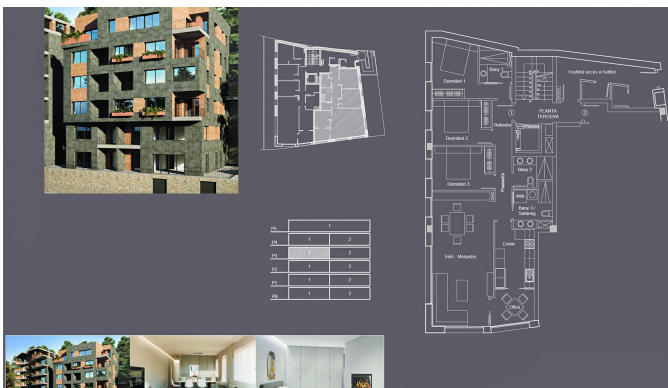 Dormitori 1
Bany 1
Vestíbul accés a l'edifici
PLANTA
TERCERA
1
2
Rebedor
Dormitori 2
Dormitori 3
Passadís
Bany 2
Bany 3 /
Safareig
Cuina
Saló - Menjador
Office
P5 1
P4 1 2
P3 2
P2 1 2
P1 1 2
PB 1 2